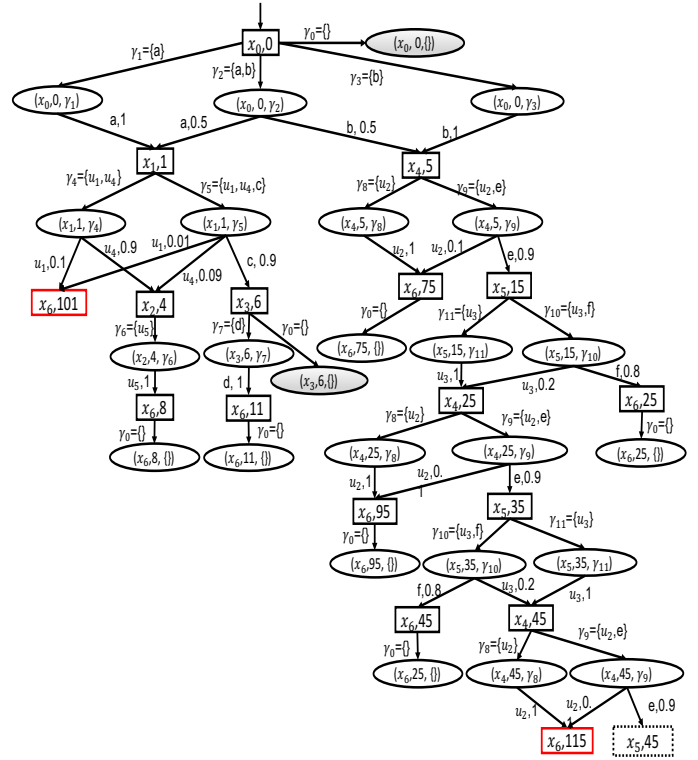 γ₀={}
x₀,0
(x₀, 0,{})
γ₁={a}
γ₂={a,b}
γ₃={b}
(x₀,0, γ₁)
(x₀, 0, γ₂)
(x₀, 0, γ₃)
a,1
a,0.5
b, 0.5
b,1
x₁,1
x₄,5
γ₄={u₁,u₄}
γ₅={u₁,u₄,c}
γ₈={u₂}
γ₉={u₂,e}
(x₁,1, γ₄)
(x₁,1, γ₅)
(x₄,5, γ₈)
(x₄,5, γ₉)
u₁,0.1
u₄,0.9
u₁,0.01
u₄,0.09
c, 0.9
u₂,1
u₂,0.1
e,0.9
x₆,101
x₂,4
x₃,6
x₆,75
x₅,15
γ₆={u₅}
γ₇={d}
γ₀={}
γ₀={}
γ₁₁={u₃}
γ₁₀={u₃,f}
(x₂,4, γ₆)
(x₃,6, γ₇)
(x₃,6,{})
(x₆,75, {})
(x₅,15, γ₁₁)
(x₅,15, γ₁₀)
u₅,1
d, 1
u₃,1
u₃,0.2
f,0.8
x₆,8
x₆,11
x₄,25
x₆,25
γ₀={}
γ₀={}
γ₈={u₂}
γ₉={u₂,e}
γ₀={}
(x₆,8, {})
(x₆,11, {})
(x₄,25, γ₈)
(x₄,25, γ₉)
(x₆,25, {})
u₂,1
u₂,0.
1
e,0.9
x₆,95
x₅,35
γ₀={}
γ₁₀={u₃,f}
γ₁₁={u₃}
(x₆,95, {})
(x₅,35, γ₁₀)
(x₅,35, γ₁₁)
f,0.8
u₃,0.2
u₃,1
x₆,45
x₄,45
γ₀={}
γ₈={u₂}
γ₉={u₂,e}
(x₆,25, {})
(x₄,45, γ₈)
(x₄,45, γ₉)
u₂,1
u₂,0.
1
e,0.9
x₆,115
x₅,45